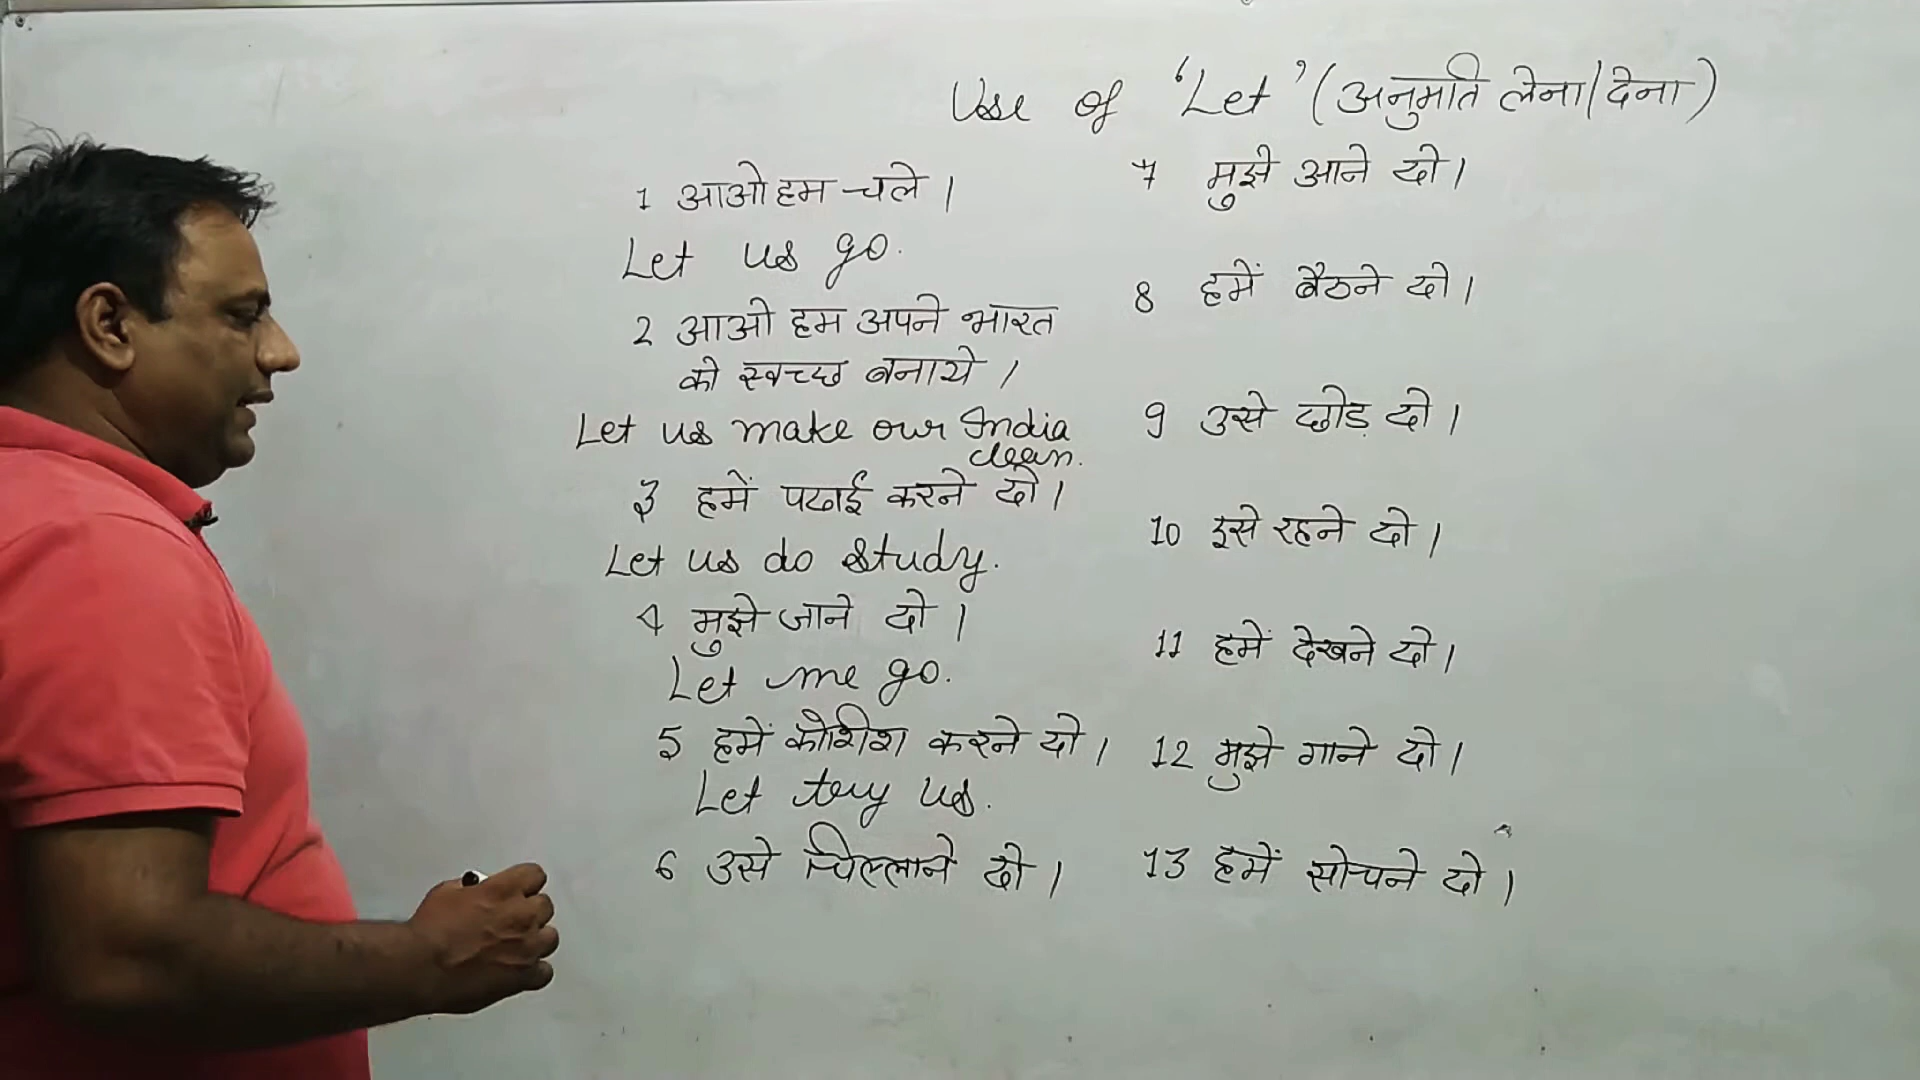 Use of 'Let' (अनुमति लेना/देना)
1 आओ हम चले।
Let us go.
2 आओ हम अपने भारत
को स्वच्छ बनाये।
Let us make our India
clean.
3 हमें पढाई करने दो।
Let us do study.
4 मुझे जाने दो।
Let me go.
5 हमें कोशिश करने दो।
Let try us.
6 उसे चिल्लाने दो।
7 मुझे आने दो।
8 हमें बैठने दो।
9 उसे छोड़ दो।
10 इसे रहने दो।
11 हमें देखने दो।
12 मुझे गाने दो।
13 हमें सोचने दो।